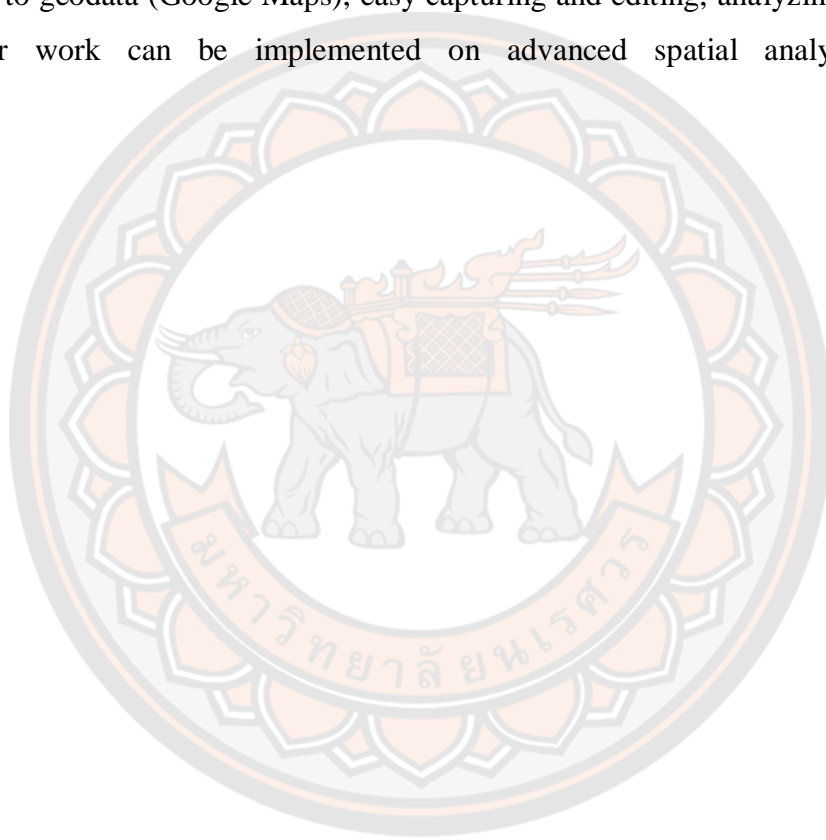 to geodata (Google Maps), easy capturing and editing, analyzin
r work can be implemented on advanced spatial analy
มหาวิทยาลัยนเรศวร